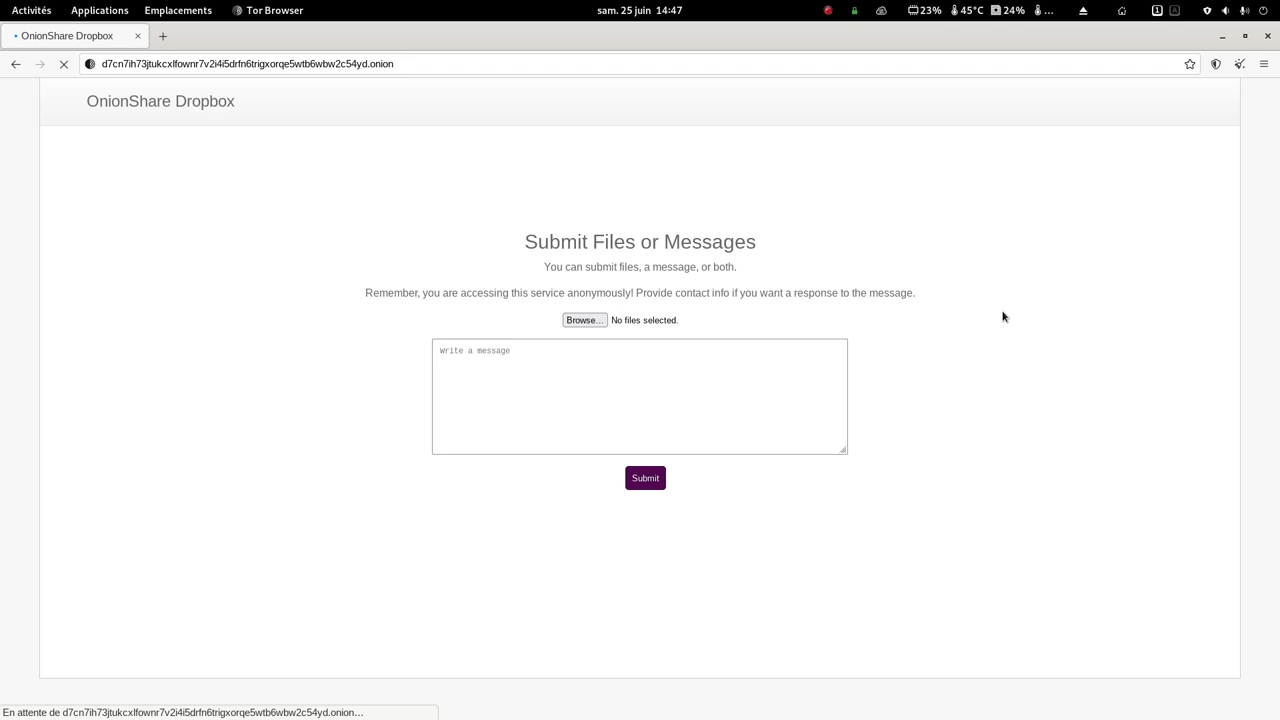 Activités Applications Emplacements Tor Browser sam. 25 juin 14:47 23% 45°C 24% ... 1 A
OnionShare Dropbox
d7cn7ih73jtukcxlfownr7v2i4i5drfn6trigxorqe5wtb6wbw2c54yd.onion
OnionShare Dropbox
Submit Files or Messages
You can submit files, a message, or both.
Remember, you are accessing this service anonymously! Provide contact info if you want a response to the message.
Browse… No files selected.
Write a message
Submit
En attente de d7cn7ih73jtukcxlfownr7v2i4i5drfn6trigxorqe5wtb6wbw2c54yd.onion…